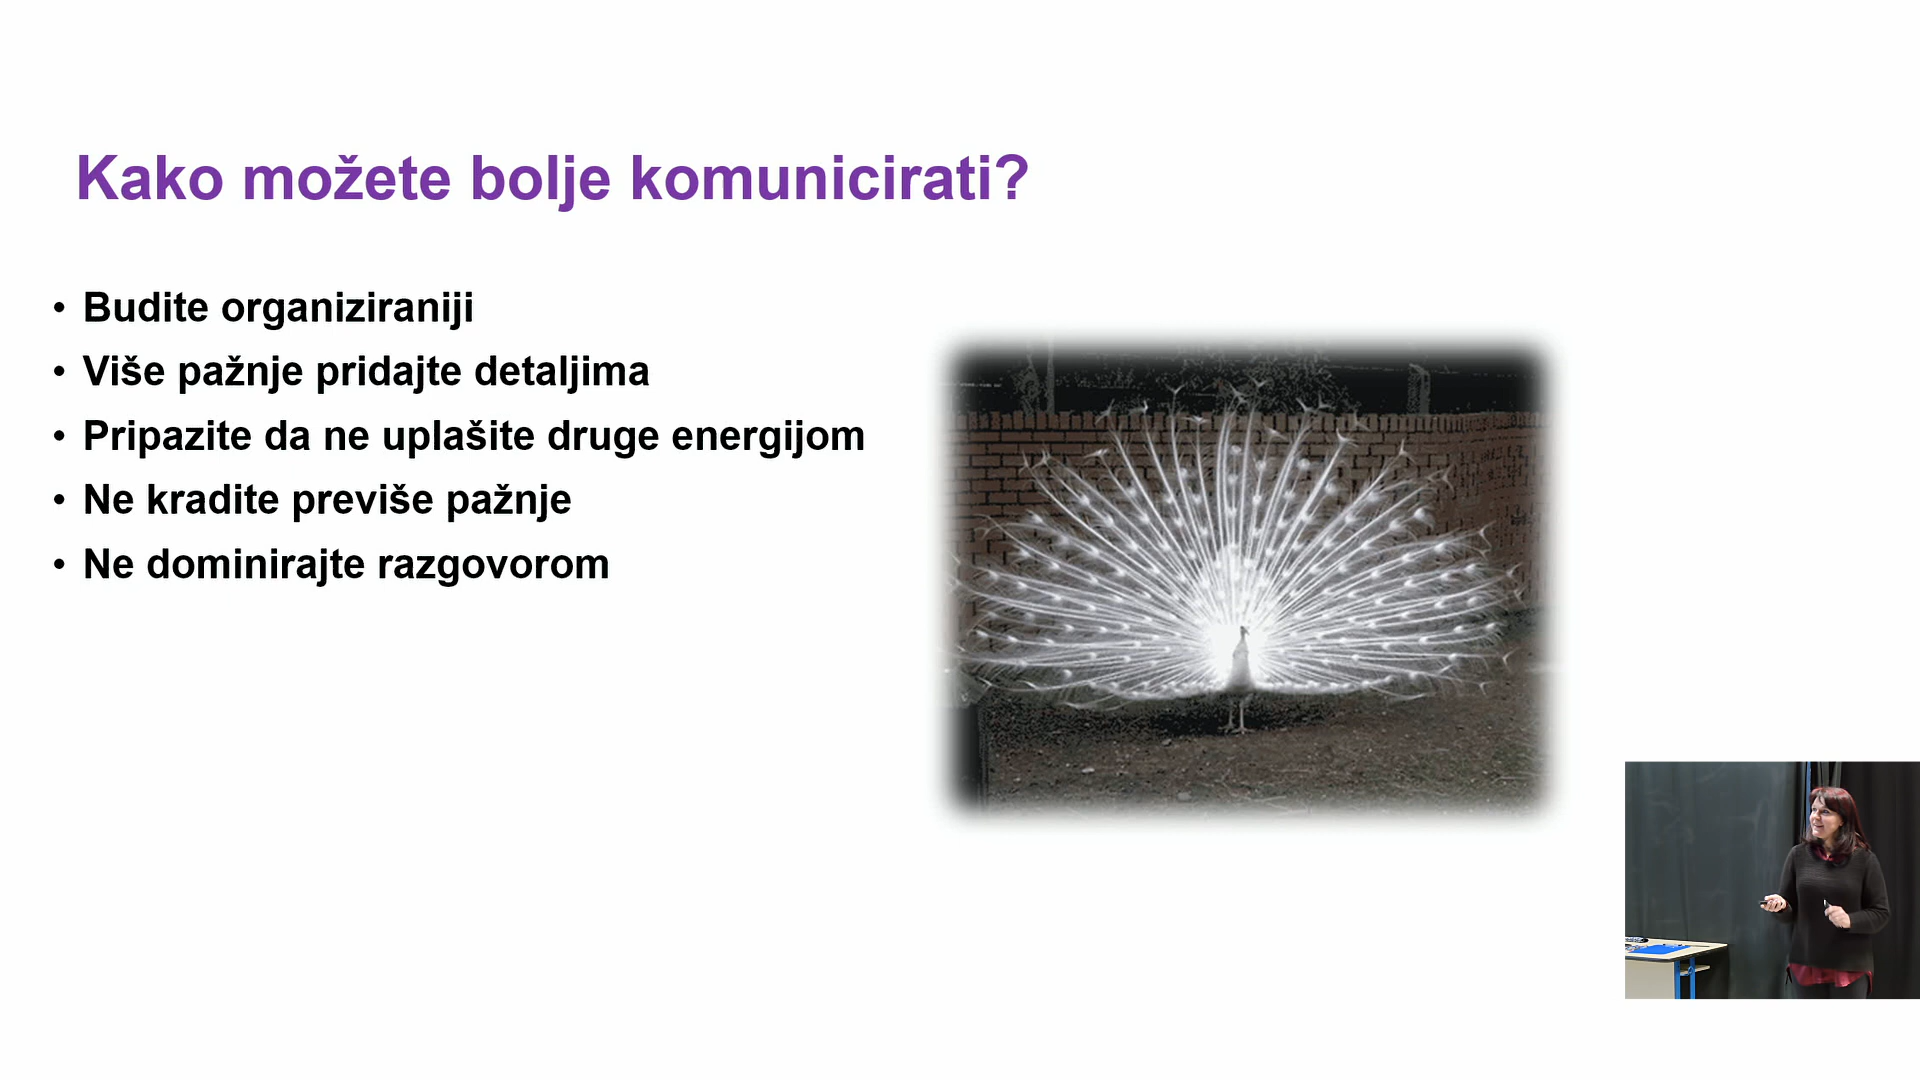 Kako možete bolje komunicirati?
• Budite organiziraniji
• Više pažnje pridajte detaljima
• Pripazite da ne uplašite druge energijom
• Ne kradite previše pažnje
• Ne dominirajte razgovorom